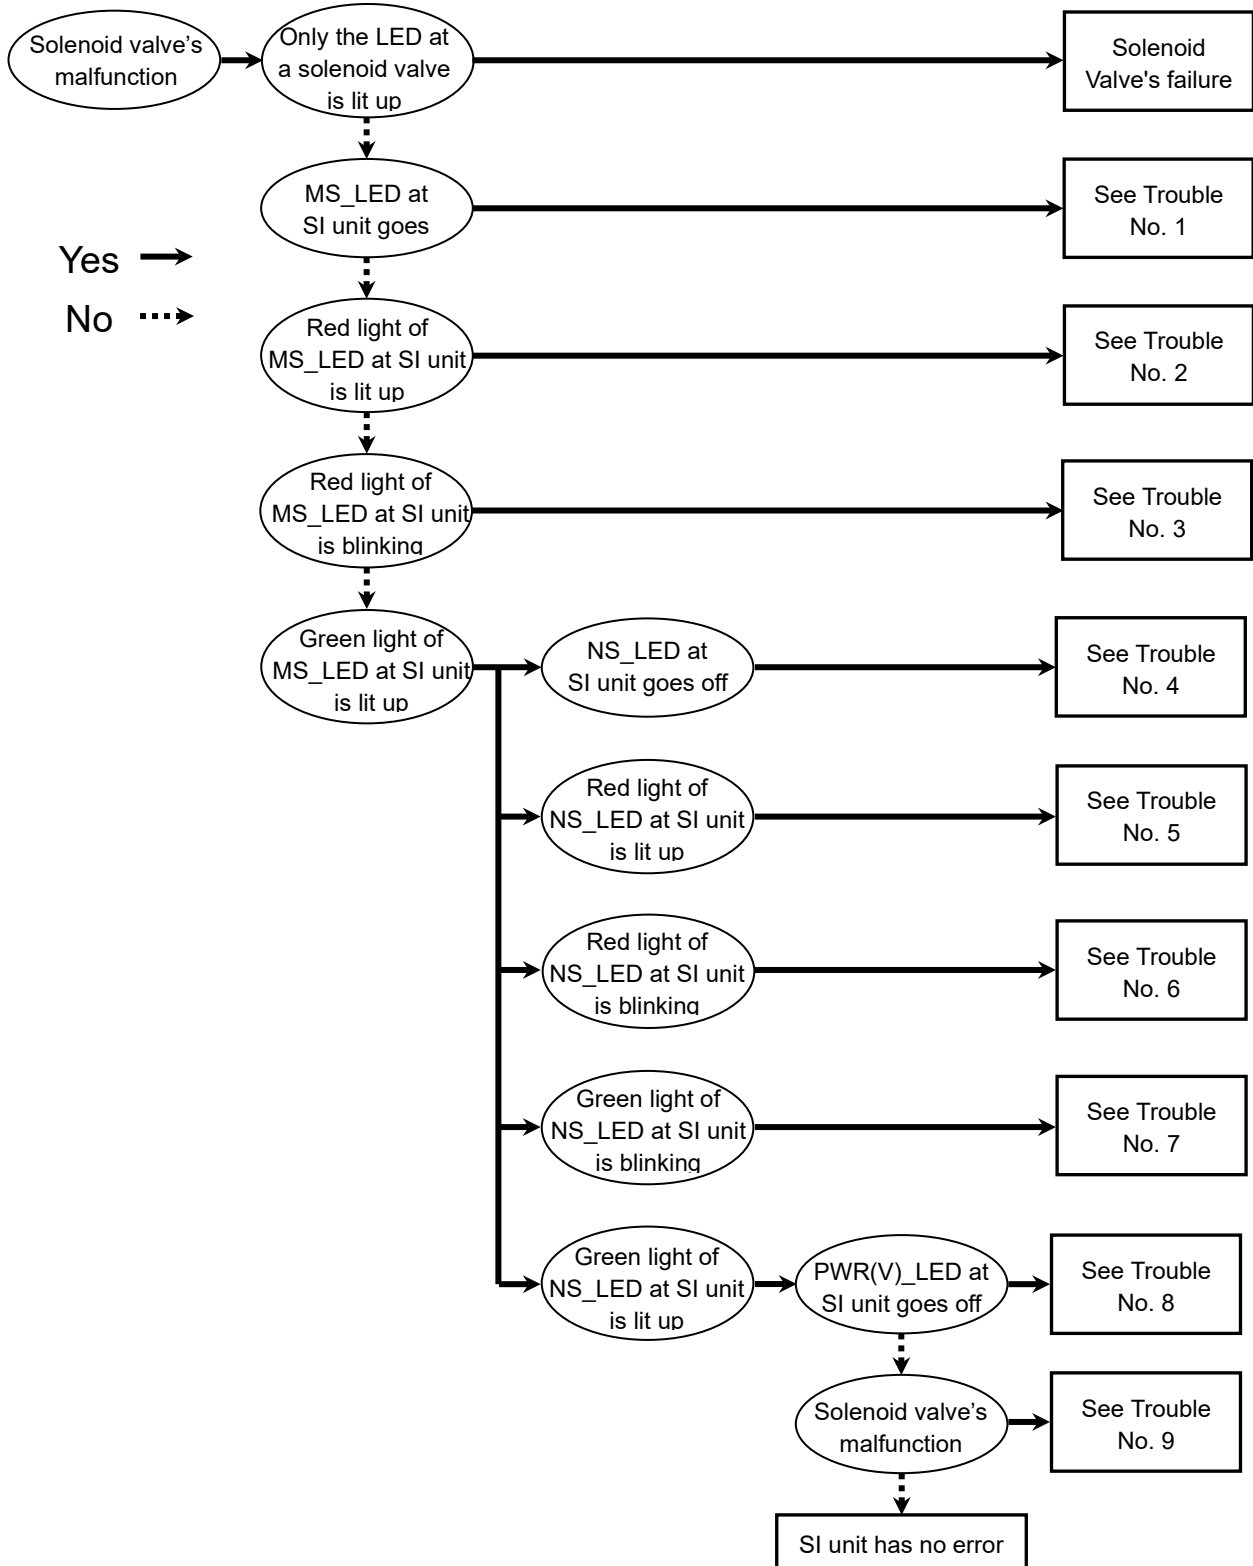 Solenoid valve’s
malfunction
Only the LED at
a solenoid valve
is lit up
Solenoid
Valve's failure
MS_LED at
SI unit goes
See Trouble
No. 1
Yes
No
Red light of
MS_LED at SI unit
is lit up
See Trouble
No. 2
Red light of
MS_LED at SI unit
is blinking
See Trouble
No. 3
Green light of
MS_LED at SI unit
is lit up
NS_LED at
SI unit goes off
See Trouble
No. 4
Red light of
NS_LED at SI unit
is lit up
See Trouble
No. 5
Red light of
NS_LED at SI unit
is blinking
See Trouble
No. 6
Green light of
NS_LED at SI unit
is blinking
See Trouble
No. 7
Green light of
NS_LED at SI unit
is lit up
PWR(V)_LED at
SI unit goes off
See Trouble
No. 8
Solenoid valve’s
malfunction
See Trouble
No. 9
SI unit has no error